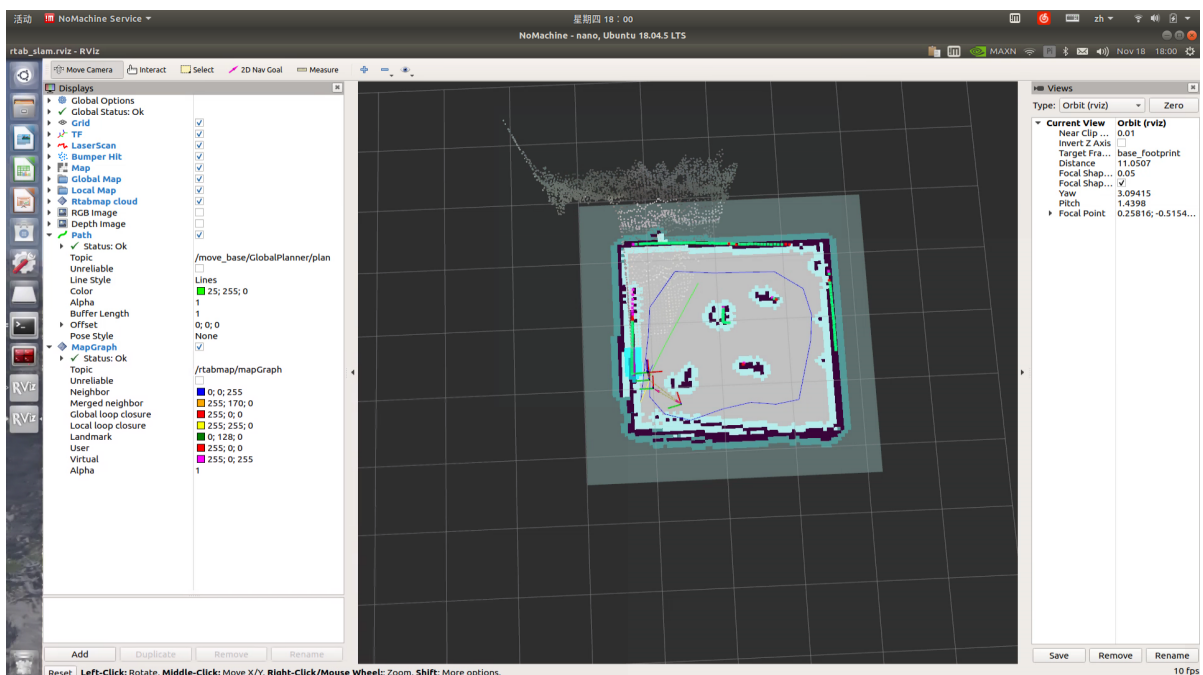 活动 NoMachine Service ▾ 星期四 18：00 zh ▾
NoMachine - nano, Ubuntu 18.04.5 LTS
rtab_slam.rviz - RViz MAXN Nov 18 18:00
Move Camera Interact Select 2D Nav Goal Measure
Displays
Global Options
Global Status: Ok
Grid
TF
LaserScan
Bumper Hit
Map
Global Map
Local Map
Rtabmap cloud
RGB Image
Depth Image
Path
Status: Ok
Topic /move_base/GlobalPlanner/plan
Unreliable
Line Style Lines
Color 25; 255; 0
Alpha 1
Buffer Length 1
Offset 0; 0; 0
Pose Style None
MapGraph
Status: Ok
Topic /rtabmap/mapGraph
Unreliable
Neighbor 0; 0; 255
Merged neighbor 255; 170; 0
Global loop closure 255; 0; 0
Local loop closure 255; 255; 0
Landmark 0; 128; 0
User 255; 0; 0
Virtual 255; 0; 255
Alpha 1
Add Duplicate Remove Rename
Reset Left-Click: Rotate. Middle-Click: Move X/Y. Right-Click/Mouse Wheel:: Zoom. Shift: More options.
RViz
RViz
Views
Type: Orbit (rviz) Zero
Current View Orbit (rviz)
Near Clip ... 0.01
Invert Z Axis
Target Fra... base_footprint
Distance 11.0507
Focal Shap... 0.05
Focal Shap...
Yaw 3.09415
Pitch 1.4398
Focal Point 0.25816; -0.5154...
Save Remove Rename
10 fps